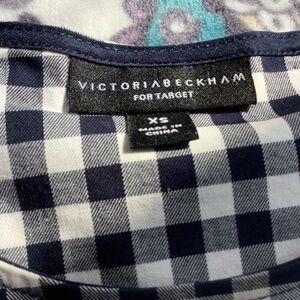 VICTORIABECKHAM
FOR TARGET
XS
MADE IN
CHINA